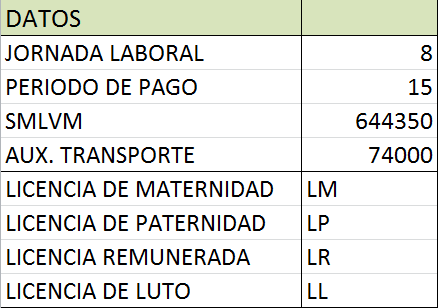 DATOS
JORNADA LABORAL 8
PERIODO DE PAGO 15
SMLVM 644350
AUX. TRANSPORTE 74000
LICENCIA DE MATERNIDAD LM
LICENCIA DE PATERNIDAD LP
LICENCIA REMUNERADA LR
LICENCIA DE LUTO LL